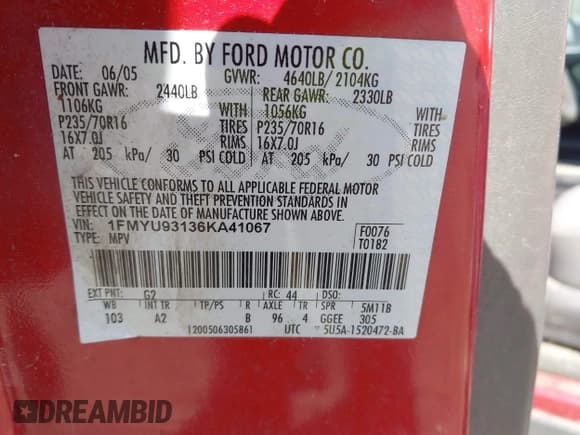 MFD. BY FORD MOTOR CO.
DATE: 06/05 GVWR: 4640LB/ 2104KG
FRONT GAWR: 2440LB REAR GAWR: 2330LB
1106KG WITH 1056KG WITH
P235/70R16 TIRES P235/70R16 TIRES
16X7.0J RIMS 16X7.0J RIMS
AT 205 kPa/ 30 PSI COLD AT 205 kPa/ 30 PSI COLD
THIS VEHICLE CONFORMS TO ALL APPLICABLE FEDERAL MOTOR
VEHICLE SAFETY AND THEFT PREVENTION STANDARDS IN
EFFECT ON THE DATE OF MANUFACTURE SHOWN ABOVE.
VIN: 1FMYU93136KA41067 F0076
TYPE: MPV T0182
EXT PNT: G2 RC: 44 5M11B
WB INT TR TP/PS R AXLE TR SPR
103 A2 B 96 4 GGEE 305
1200506305861 UTC 5U5A-1520472-BA
DREAMBID